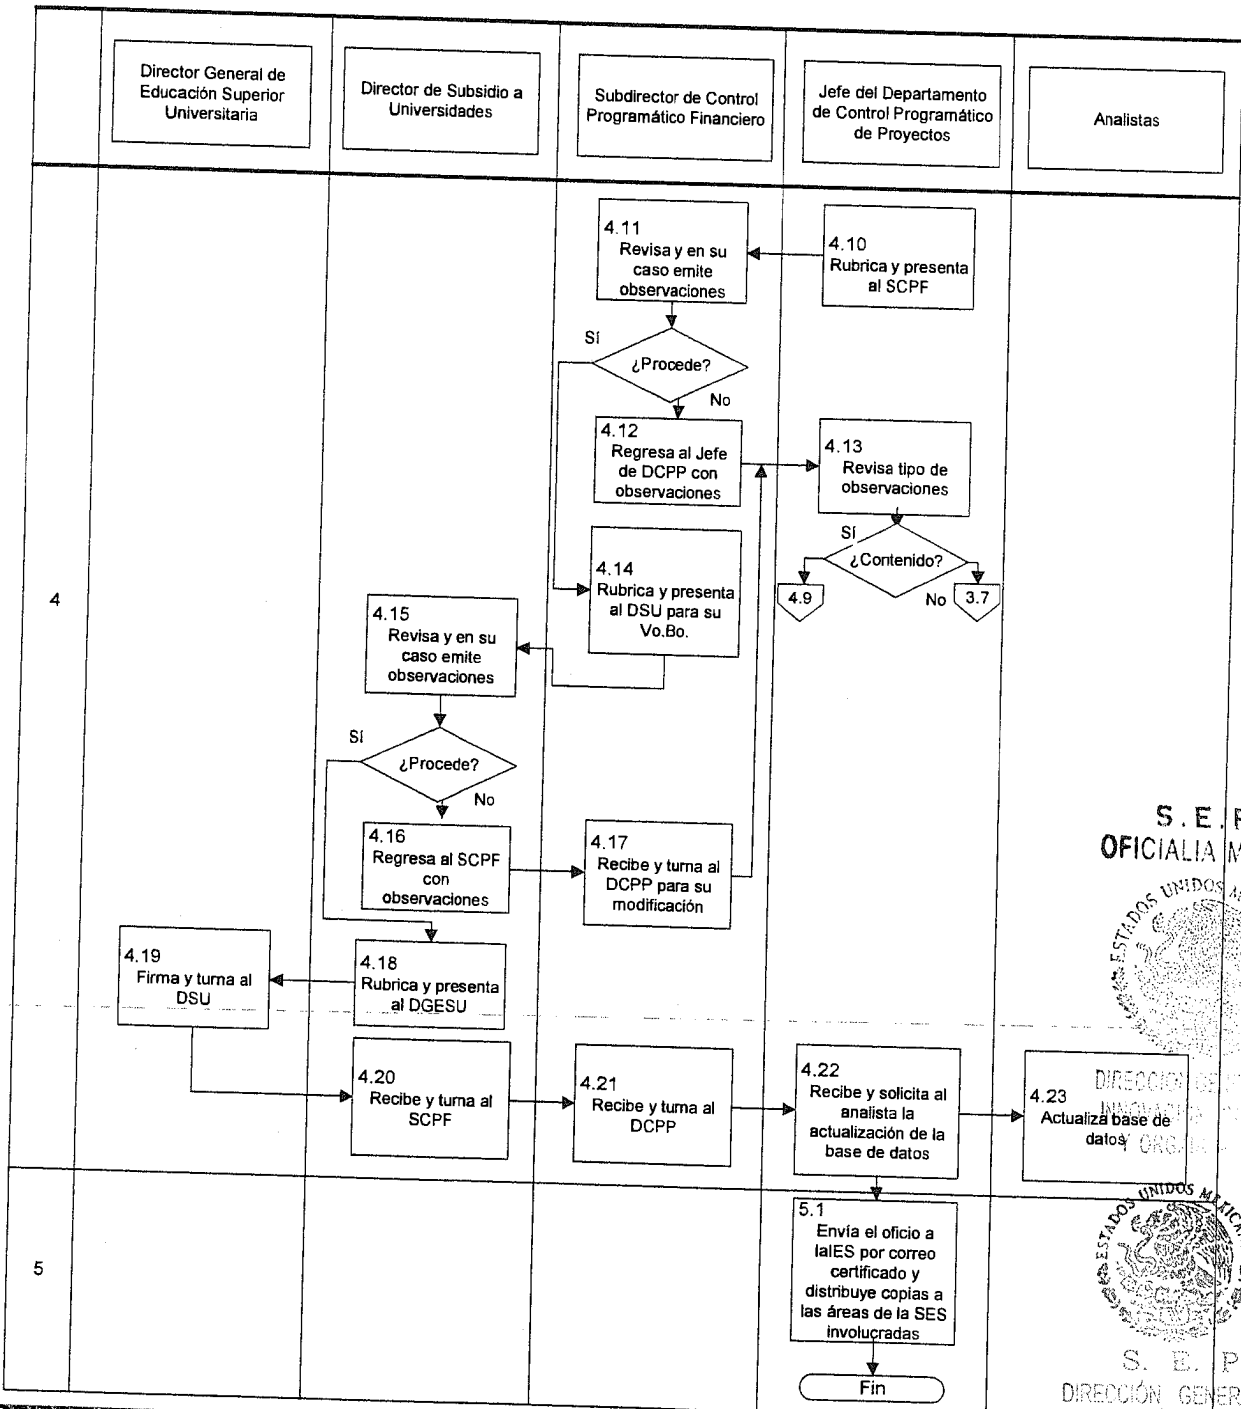 Director General de
Educación Superior
Universitaria
Director de Subsidio a
Universidades
Subdirector de Control
Programático Financiero
Jefe del Departamento
de Control Programático
de Proyectos
Analistas
4
4.11
Revisa y en su
caso emite
observaciones
4.10
Rubrica y presenta
al SCPF
Sí
¿Procede?
No
4.12
Regresa al Jefe
de DCPP con
observaciones
4.13
Revisa tipo de
observaciones
Sí
¿Contenido?
4.9
No
3.7
4.14
Rubrica y presenta
al DSU para su
Vo.Bo.
4.15
Revisa y en su
caso emite
observaciones
Sí
¿Procede?
No
4.16
Regresa al SCPF
con
observaciones
4.17
Recibe y turna al
DCPP para su
modificación
4.19
Firma y turna al
DSU
4.18
Rubrica y presenta
al DGESU
4.20
Recibe y turna al
SCPF
4.21
Recibe y turna al
DCPP
4.22
Recibe y solicita al
analista la
actualización de la
base de datos
4.23
Actualiza base de
datos
5
5.1
Envía el oficio a
laIES por correo
certificado y
distribuye copias a
las áreas de la SES
involucradas
Fin
S. E. P
OFICIALIA M
ESTADOS UNIDOS M
DIRECCION
Y
ESTADOS UNIDOS MEXICA
S. E. P
DIRECCIÓN GENER